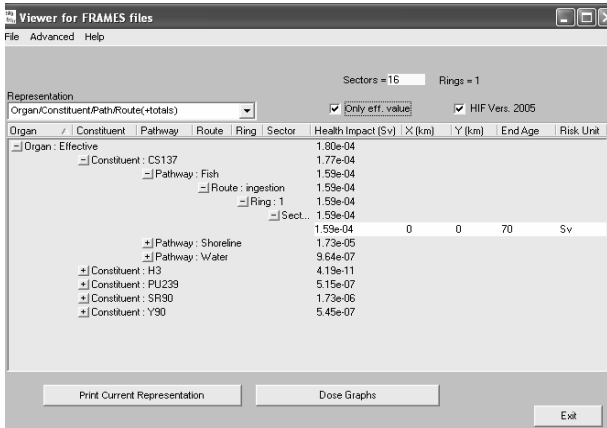 Viewer for FRAMES files
File Advanced Help
Sectors = 16 Rings = 1
Representation
Organ/Constituent/Path/Route(+totals) Only eff. value HIF Vers. 2005
Organ / Constituent Pathway Route Ring Sector Health Impact (Sv) X (km) Y (km) End Age Risk Unit
Organ : Effective 1.80e-04
Constituent : CS137 1.77e-04
Pathway : Fish 1.59e-04
Route : ingestion 1.59e-04
Ring : 1 1.59e-04
Sect... 1.59e-04
1.59e-04 0 0 70 Sv
Pathway : Shoreline 1.73e-05
Pathway : Water 9.64e-07
Constituent : H3 4.19e-11
Constituent : PU239 5.15e-07
Constituent : SR90 1.73e-06
Constituent : Y90 5.45e-07
Print Current Representation Dose Graphs
Exit